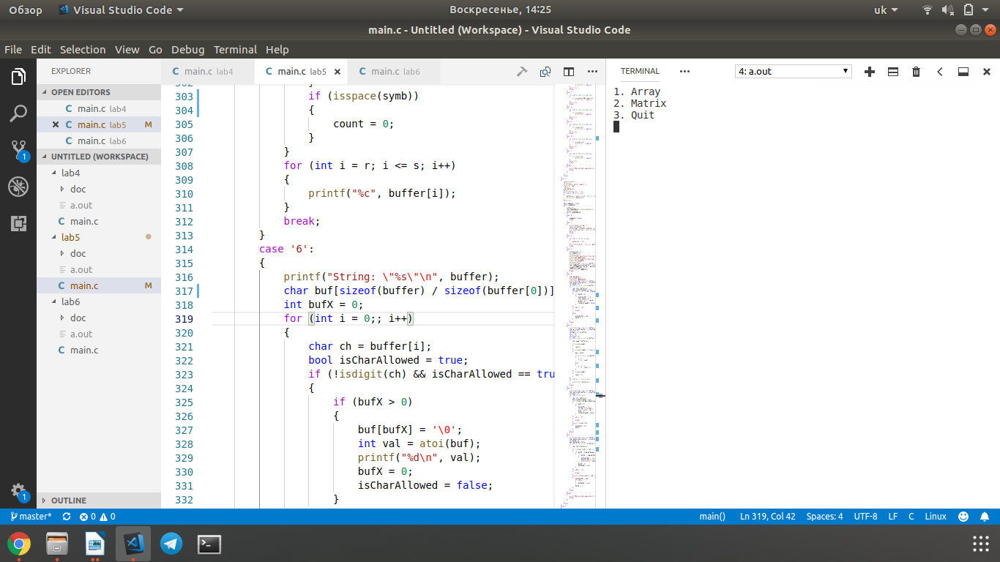 Обзор Visual Studio Code Воскресенье, 14:25 uk
main.c - Untitled (Workspace) - Visual Studio Code
File Edit Selection View Go Debug Terminal Help
EXPLORER
OPEN EDITORS
main.c lab4
main.c lab5 M
main.c lab6
UNTITLED (WORKSPACE)
lab4
doc
a.out
main.c
lab5
doc
a.out
main.c M
lab6
doc
a.out
main.c
OUTLINE
1
1
main.c lab4 main.c lab5 main.c lab6
302 }
303 if (isspace(symb))
304 {
305 count = 0;
306 }
307 }
308 for (int i = r; i <= s; i++)
309 {
310 printf("%c", buffer[i]);
311 }
312 break;
313 }
314 case '6':
315 {
316 printf("String: \"%s\"\n", buffer);
317 char buf[sizeof(buffer) / sizeof(buffer[0])]
318 int bufX = 0;
319 for (int i = 0;; i++)
320 {
321 char ch = buffer[i];
322 bool isCharAllowed = true;
323 if (!isdigit(ch) && isCharAllowed == tru
324 {
325 if (bufX > 0)
326 {
327 buf[bufX] = '\0';
328 int val = atoi(buf);
329 printf("%d\n", val);
330 bufX = 0;
331 isCharAllowed = false;
332 }
TERMINAL 4: a.out
1. Array
2. Matrix
3. Quit
master* 0 0 main() Ln 319, Col 42 Spaces: 4 UTF-8 LF C Linux